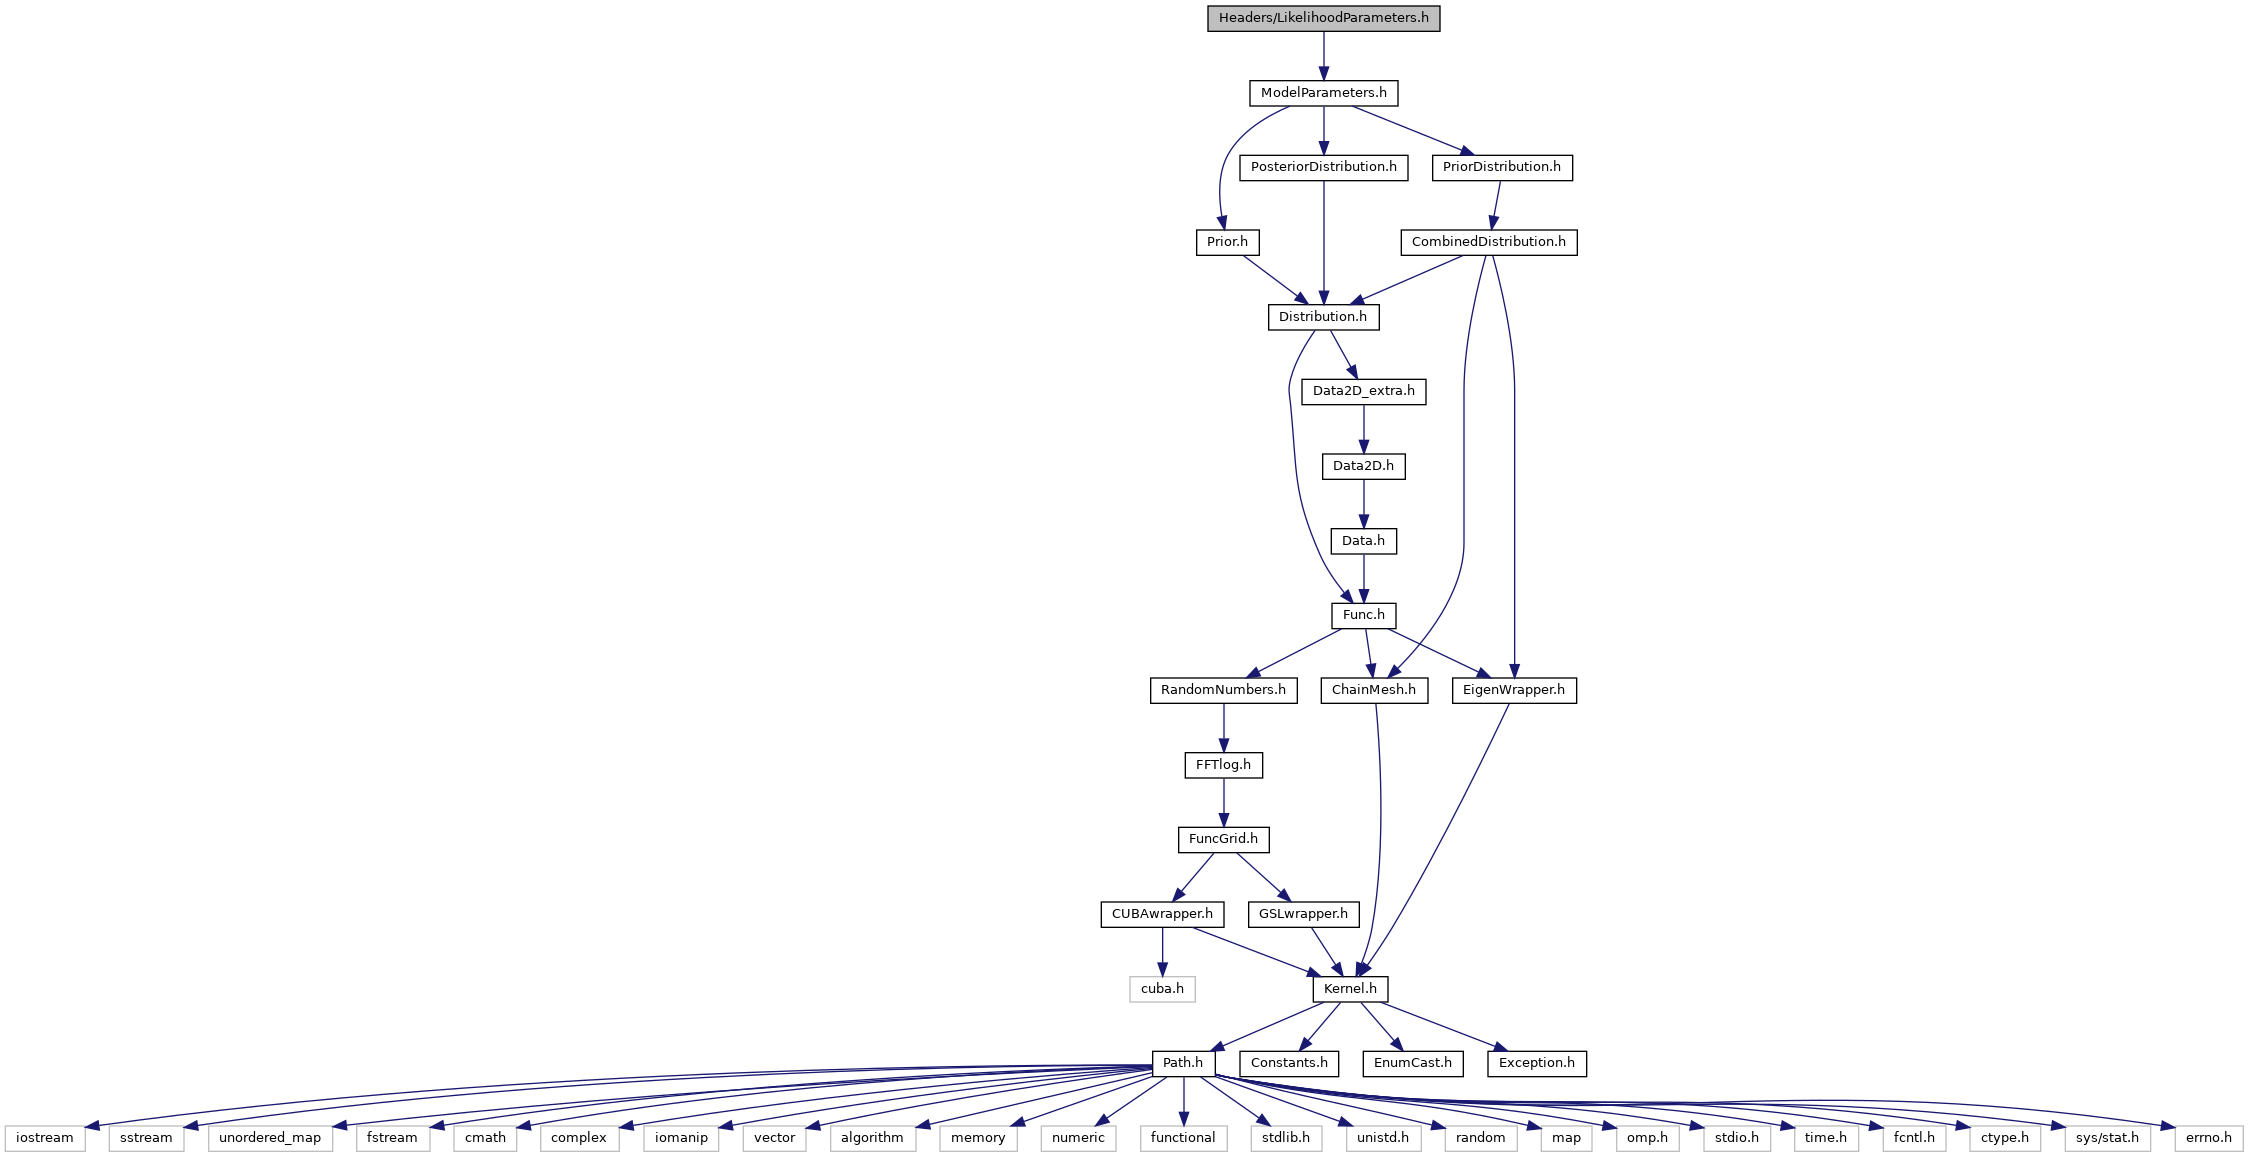 Headers/LikelihoodParameters.h
ModelParameters.h
PosteriorDistribution.h
PriorDistribution.h
Prior.h
CombinedDistribution.h
Distribution.h
Data2D_extra.h
Data2D.h
Data.h
Func.h
RandomNumbers.h
ChainMesh.h
EigenWrapper.h
FFTlog.h
FuncGrid.h
CUBAwrapper.h
GSLwrapper.h
cuba.h
Kernel.h
Path.h
Constants.h
EnumCast.h
Exception.h
iostream
sstream
unordered_map
fstream
cmath
complex
iomanip
vector
algorithm
memory
numeric
functional
stdlib.h
unistd.h
random
map
omp.h
stdio.h
time.h
fcntl.h
ctype.h
sys/stat.h
errno.h